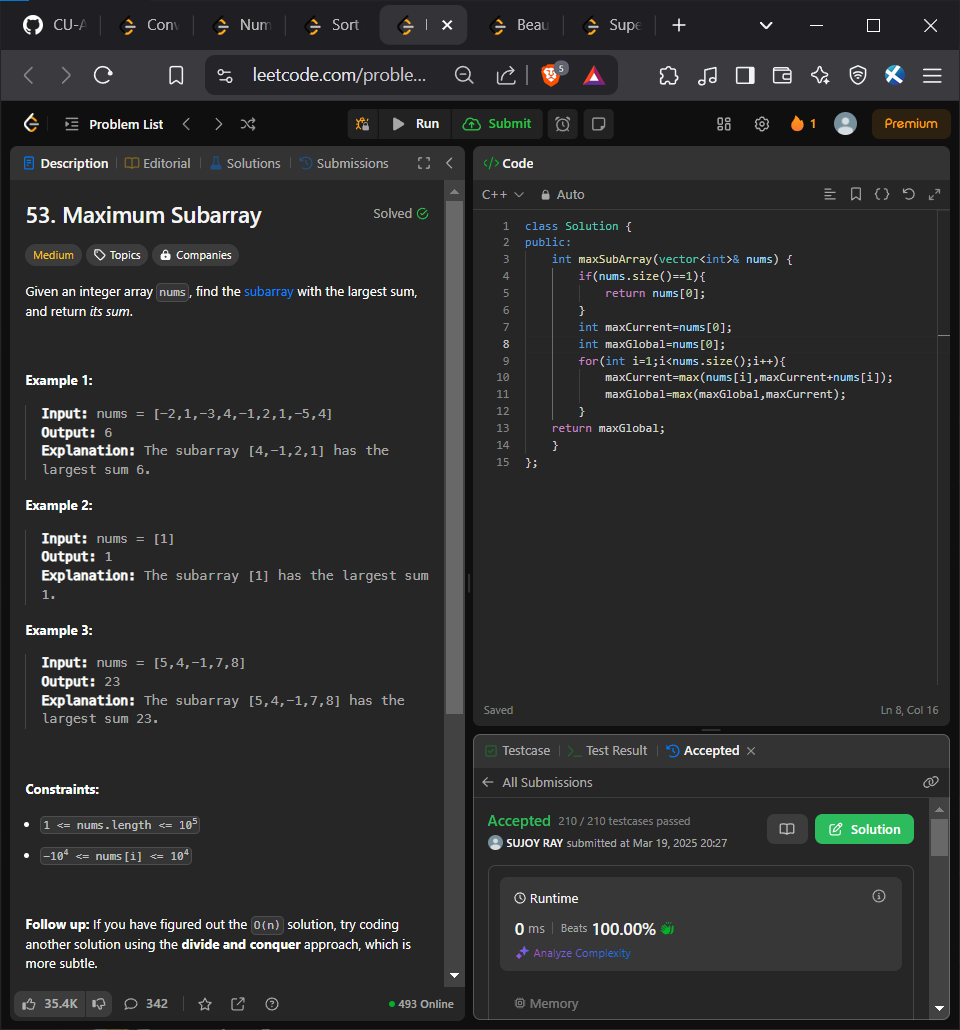 CU-A
Conv
Num
Sort
Beau
Supe
leetcode.com/proble...
5
Problem List
Run
Submit
1
Premium
Description
Editorial
Solutions
Submissions
53. Maximum Subarray
Solved
Medium
Topics
Companies
Given an integer array nums, find the subarray with the largest sum,
and return its sum.
Example 1:
Input: nums = [-2,1,-3,4,-1,2,1,-5,4]
Output: 6
Explanation: The subarray [4,-1,2,1] has the
largest sum 6.
Example 2:
Input: nums = [1]
Output: 1
Explanation: The subarray [1] has the largest sum
1.
Example 3:
Input: nums = [5,4,-1,7,8]
Output: 23
Explanation: The subarray [5,4,-1,7,8] has the
largest sum 23.
Constraints:
1 <= nums.length <= 10⁵
-10⁴ <= nums[i] <= 10⁴
Follow up: If you have figured out the O(n) solution, try coding
another solution using the divide and conquer approach, which is
more subtle.
35.4K
342
493 Online
</> Code
C++
Auto
1 class Solution {
2 public:
3     int maxSubArray(vector<int>& nums) {
4         if(nums.size()==1){
5             return nums[0];
6         }
7         int maxCurrent=nums[0];
8         int maxGlobal=nums[0];
9         for(int i=1;i<nums.size();i++){
10             maxCurrent=max(nums[i],maxCurrent+nums[i]);
11             maxGlobal=max(maxGlobal,maxCurrent);
12         }
13     return maxGlobal;
14     }
15 };
Saved
Ln 8, Col 16
Testcase
Test Result
Accepted
All Submissions
Accepted 210 / 210 testcases passed
SUJOY RAY submitted at Mar 19, 2025 20:27
Solution
Runtime
0 ms
Beats 100.00%
Analyze Complexity
Memory